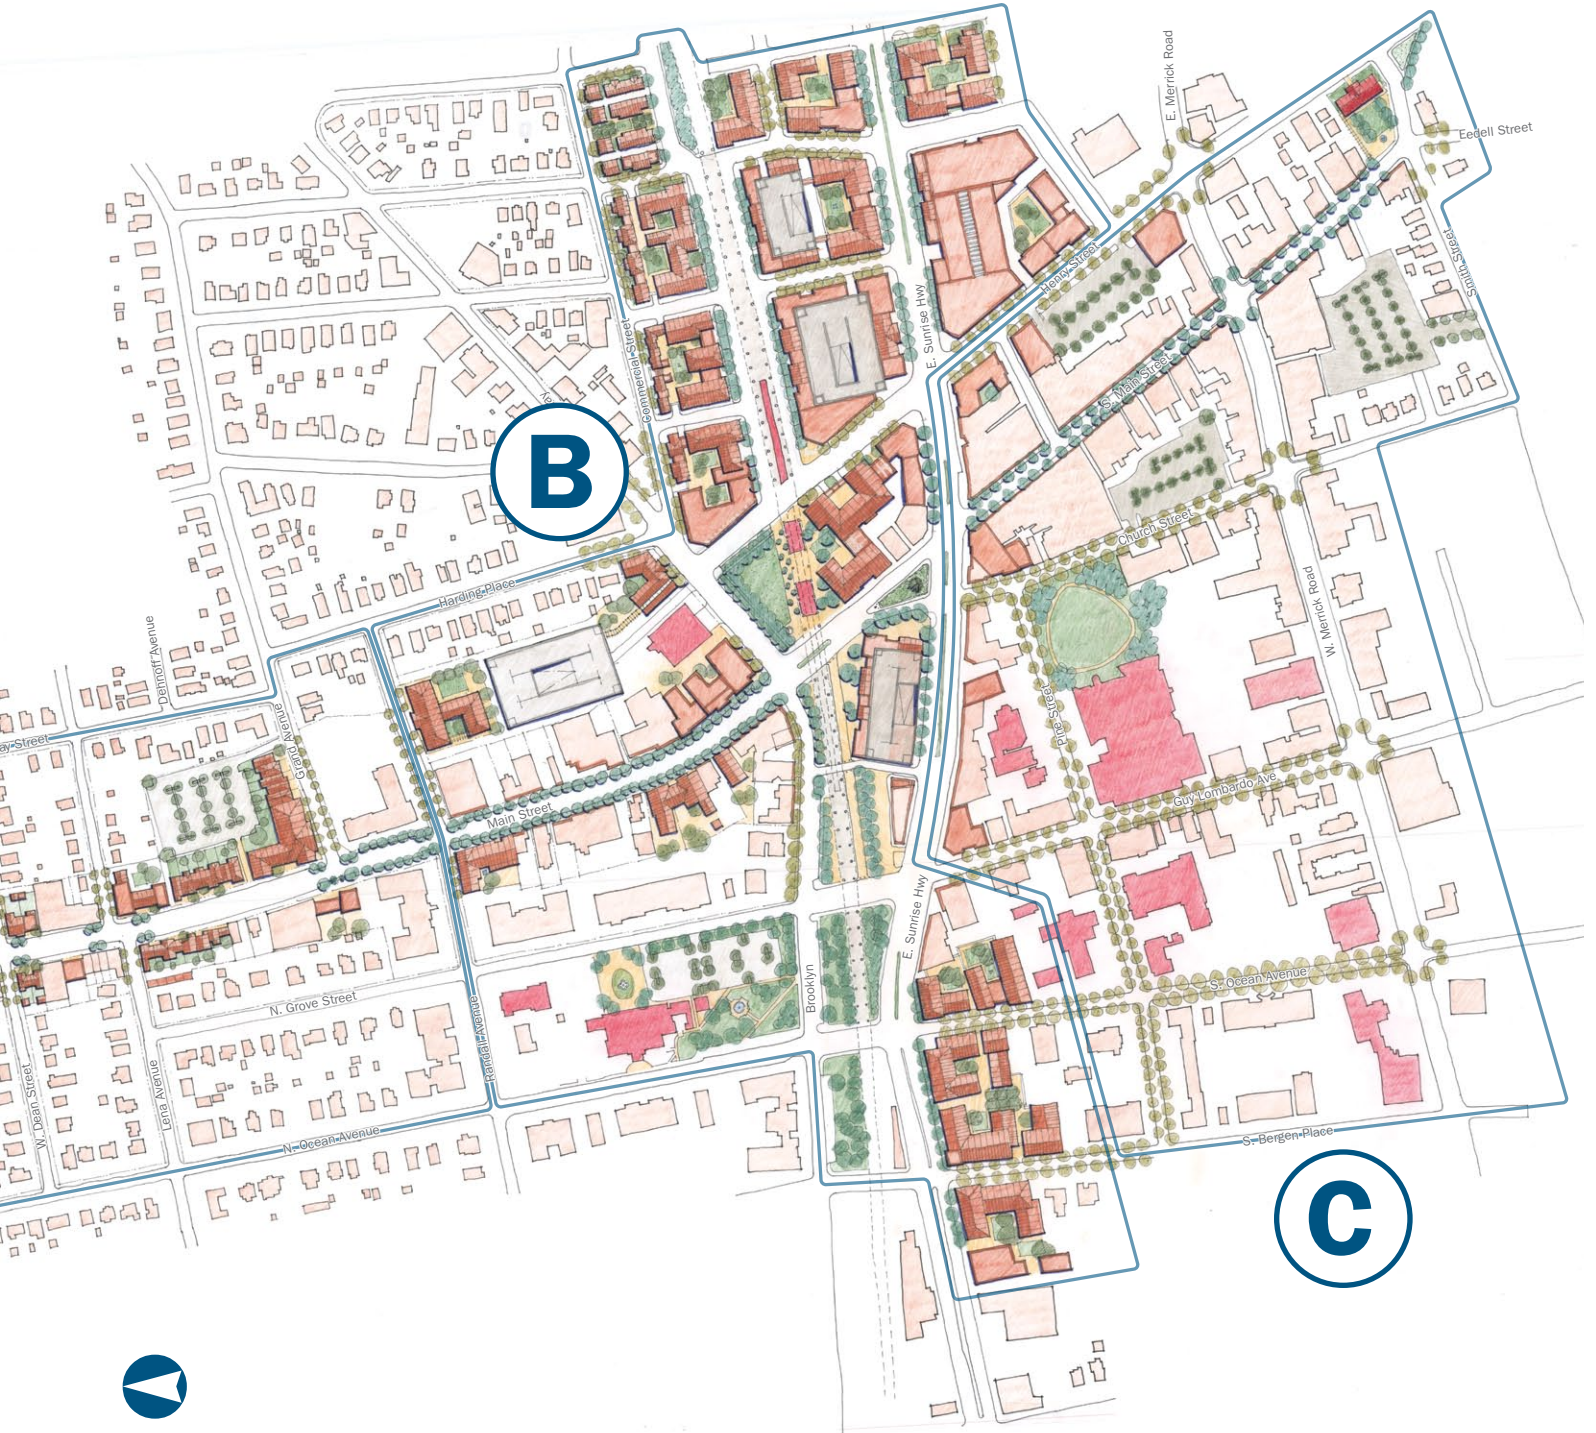 E. Merrick Road
Eedell Street
Smith Street
Henry Street
E. Sunrise Hwy
Commercial Street
S. Main Street
B
Church Street
Harding Place
W. Merrick Road
Dehnoff Avenue
Grand Avenue
Pine Street
Guy Lombardo Ave
Main Street
E. Sunrise Hwy
Brooklyn
S. Ocean Avenue
N. Grove Street
Randall Avenue
W. Dean Street
Lena Avenue
N. Ocean Avenue
S. Bergen Place
C